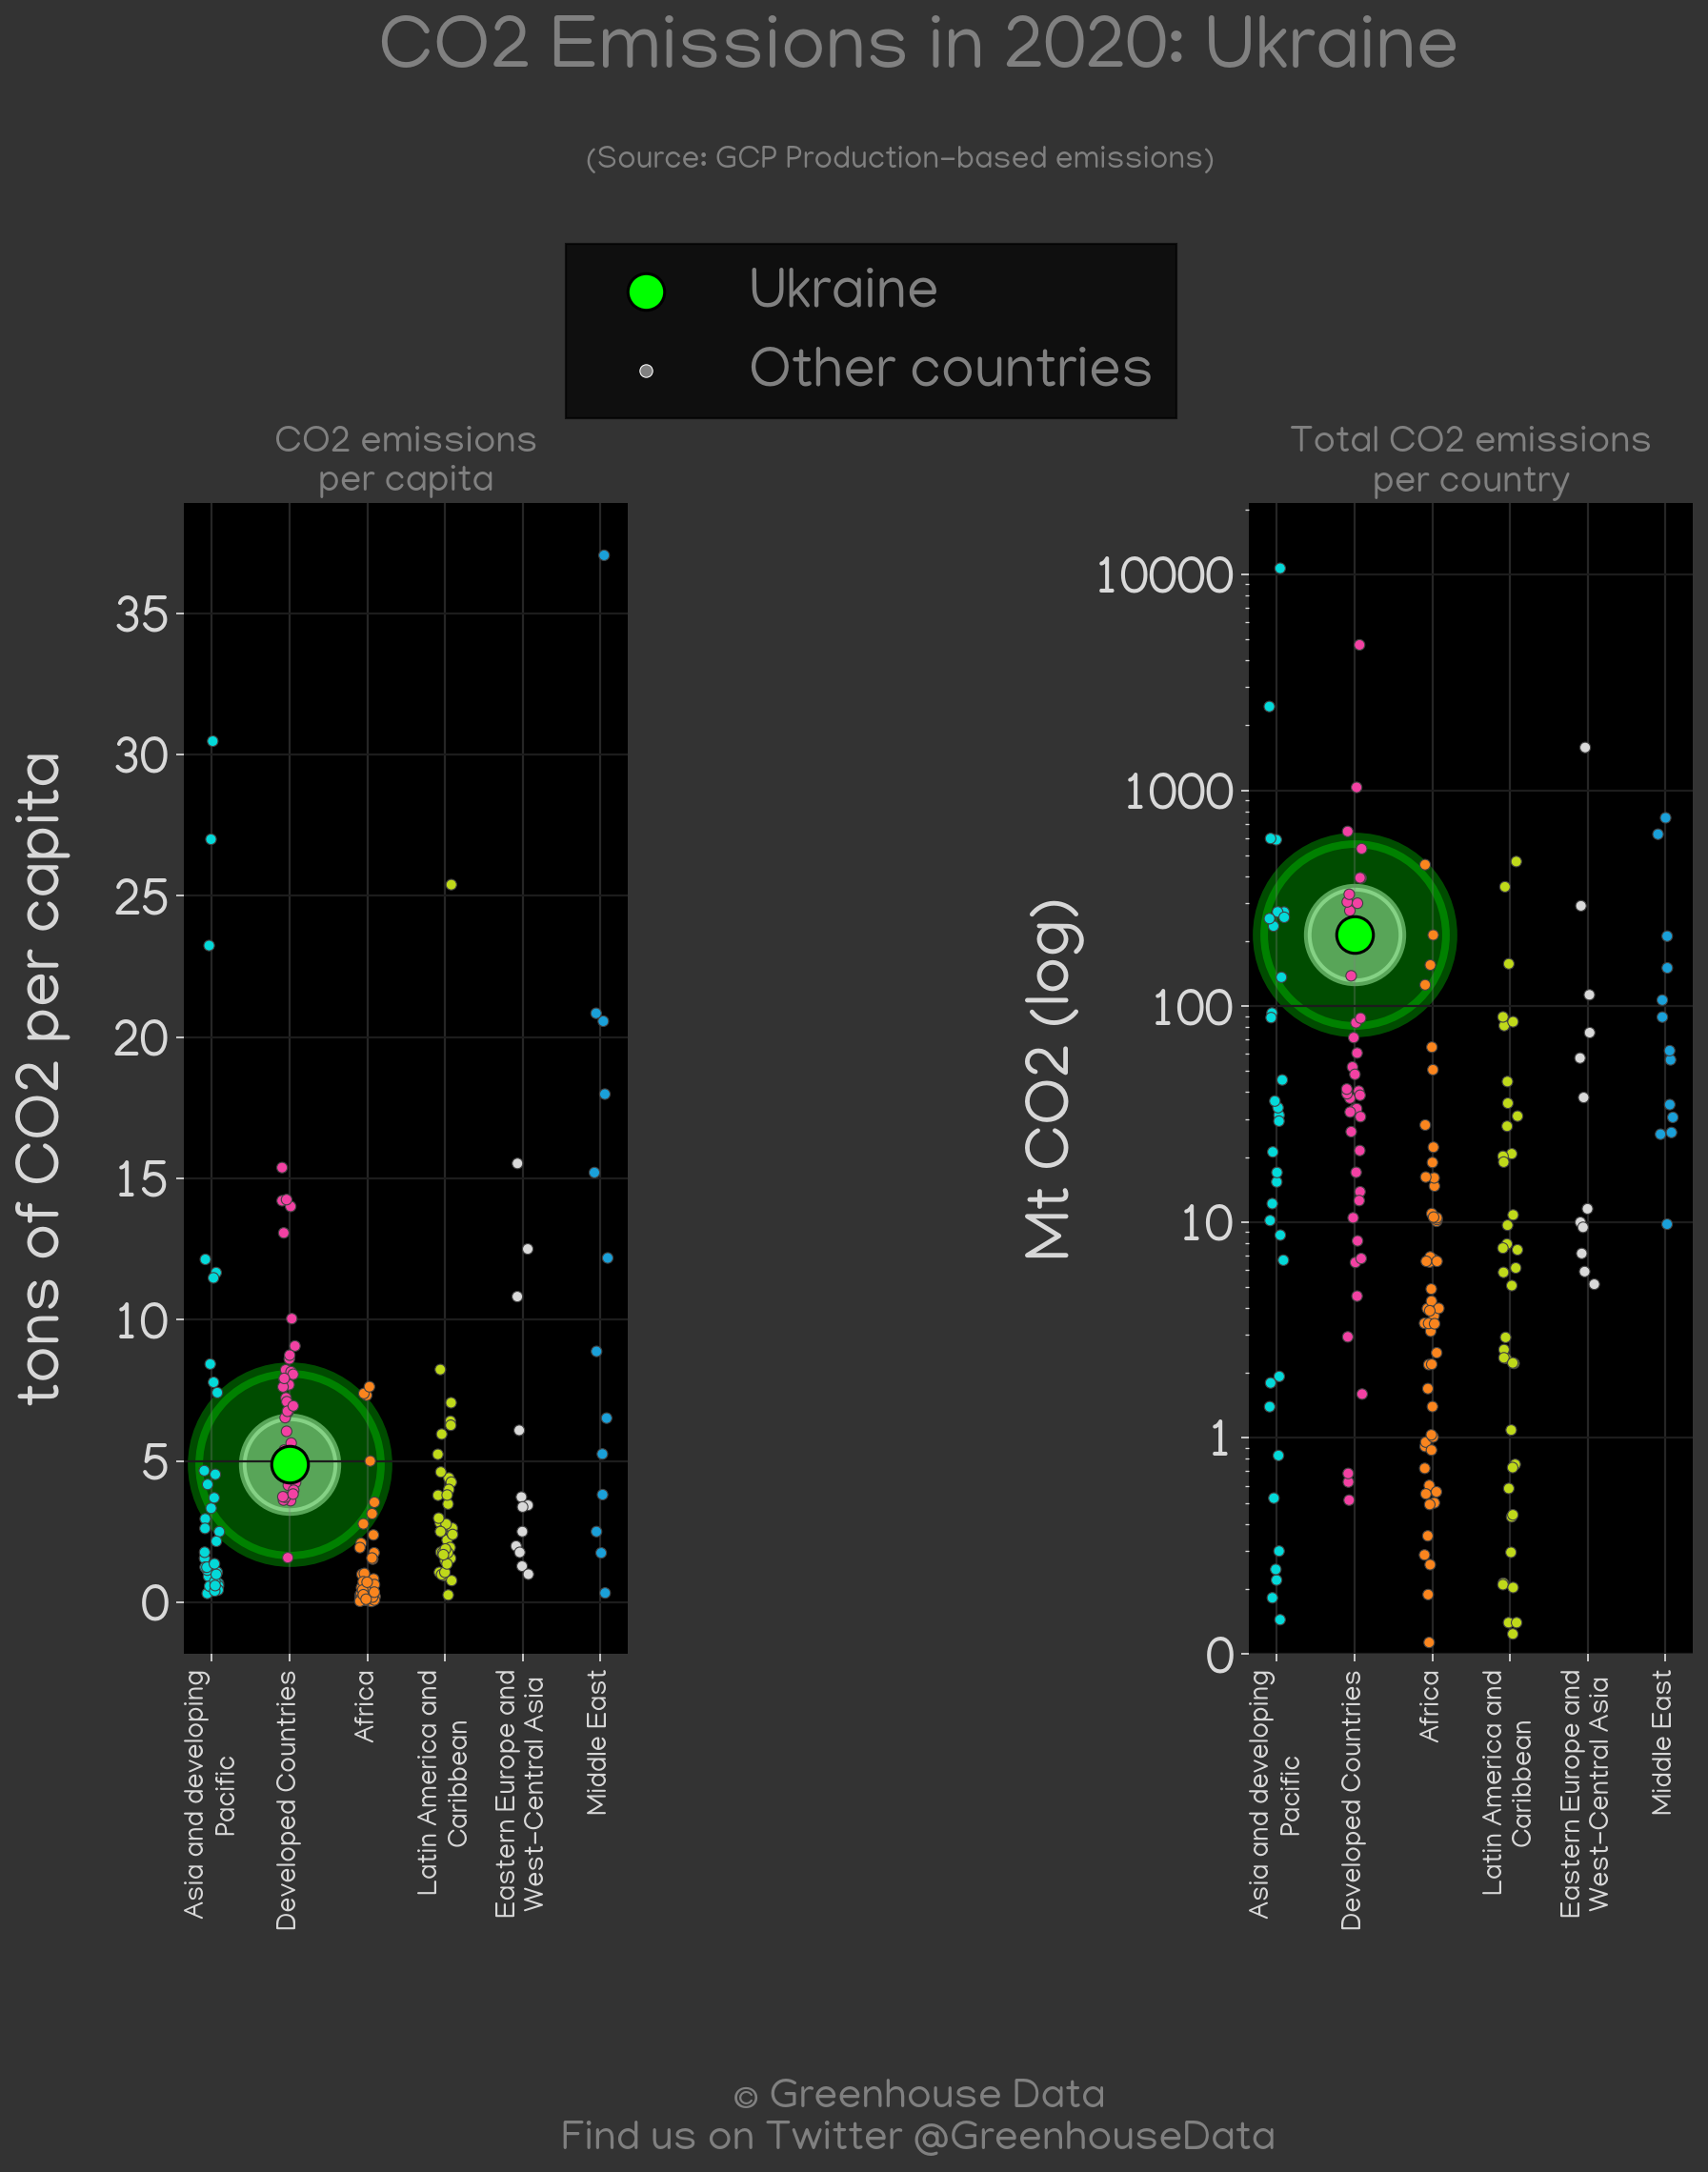 CO2 Emissions in 2020: Ukraine
(Source: GCP Production-based emissions)
Ukraine
Other countries
CO2 emissions
per capita
tons of CO2 per capita
35
30
25
20
15
10
5
0
Asia and developing
Pacific
Developed Countries
Africa
Latin America and
Caribbean
Eastern Europe and
West-Central Asia
Middle East
Total CO2 emissions
per country
Mt CO2 (log)
10000
1000
100
10
1
0
Asia and developing
Pacific
Developed Countries
Africa
Latin America and
Caribbean
Eastern Europe and
West-Central Asia
Middle East
© Greenhouse Data
Find us on Twitter @GreenhouseData